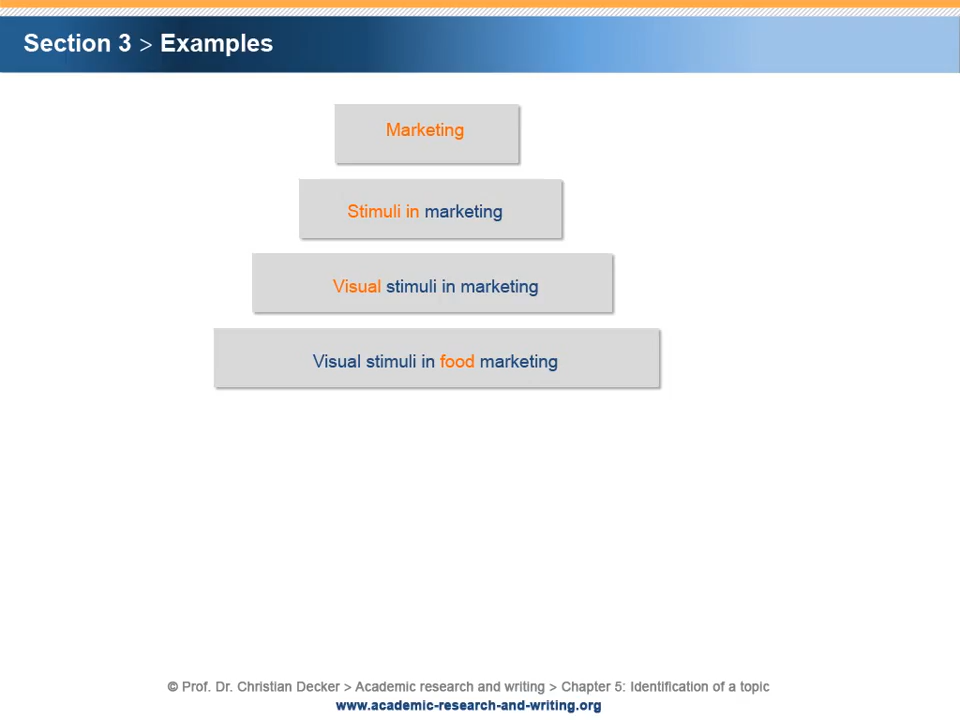 Section 3 > Examples
Marketing
Stimuli in marketing
Visual stimuli in marketing
Visual stimuli in food marketing
© Prof. Dr. Christian Decker > Academic research and writing > Chapter 5: Identification of a topic
www.academic-research-and-writing.org